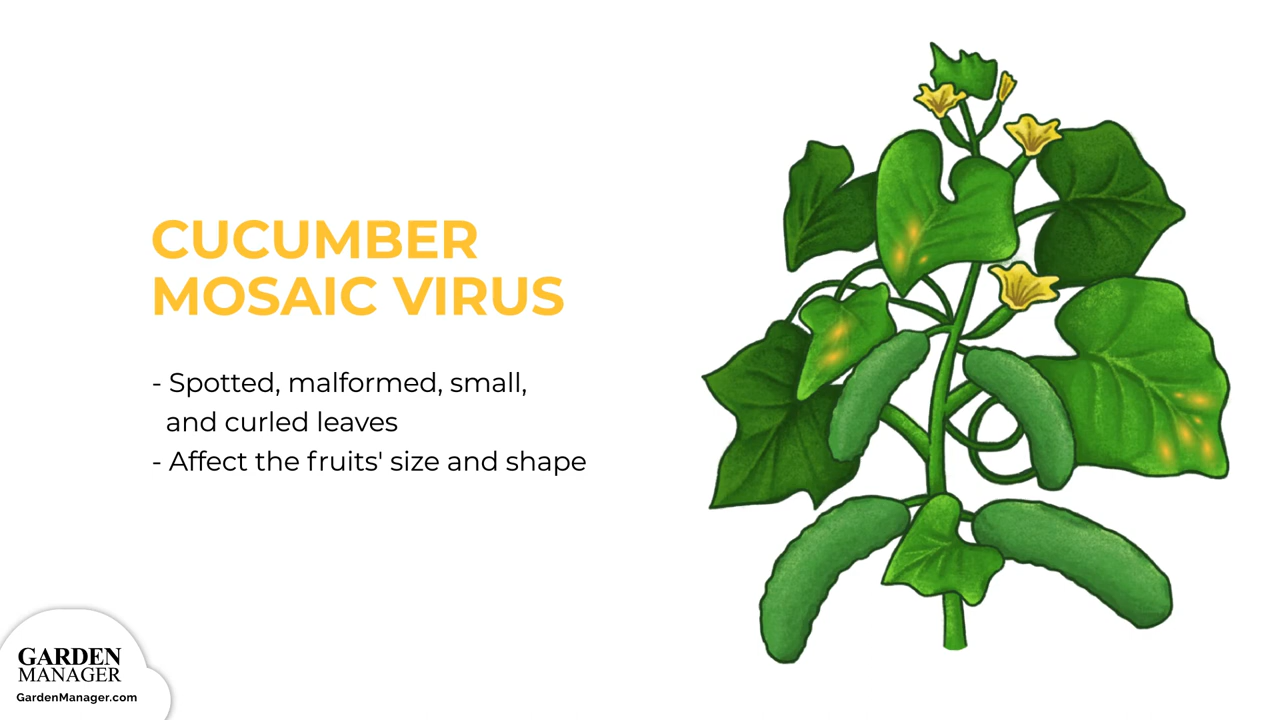 CUCUMBER
MOSAIC VIRUS
- Spotted, malformed, small,
and curled leaves
- Affect the fruits' size and shape
GARDEN
MANAGER
GardenManager.com